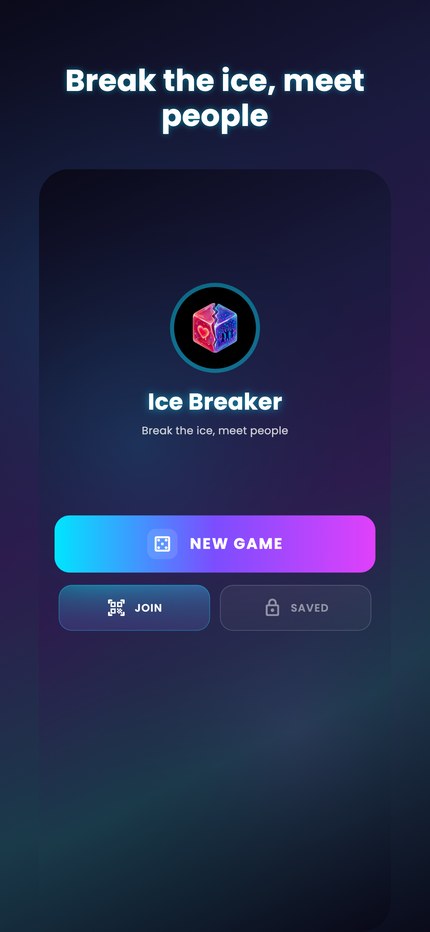 Break the ice, meet
people
Ice Breaker
Break the ice, meet people
NEW GAME
JOIN
SAVED